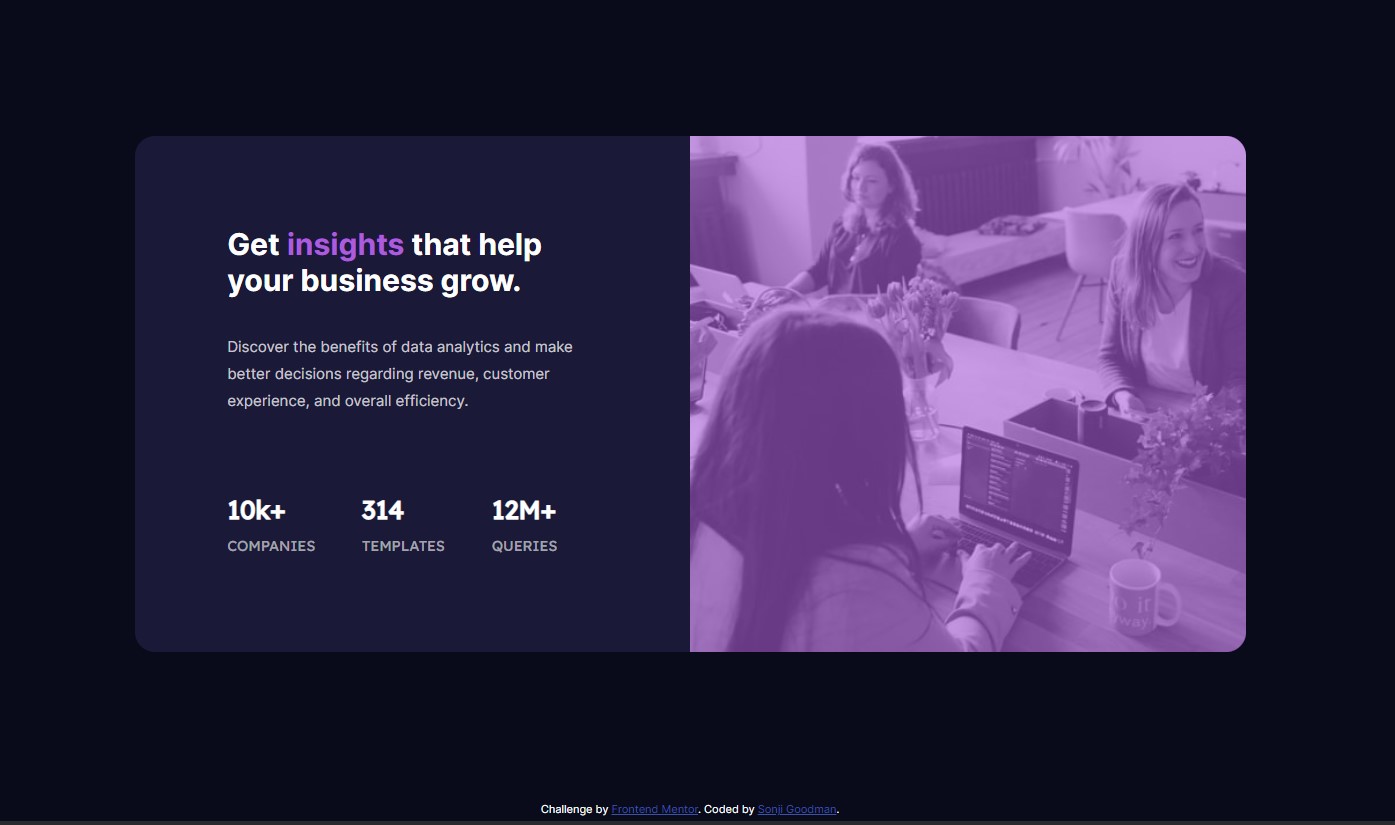 Get insights that help
your business grow.
Discover the benefits of data analytics and make
better decisions regarding revenue, customer
experience, and overall efficiency.
10k+ 314 12M+
COMPANIES TEMPLATES QUERIES
Challenge by Frontend Mentor. Coded by Sonji Goodman.